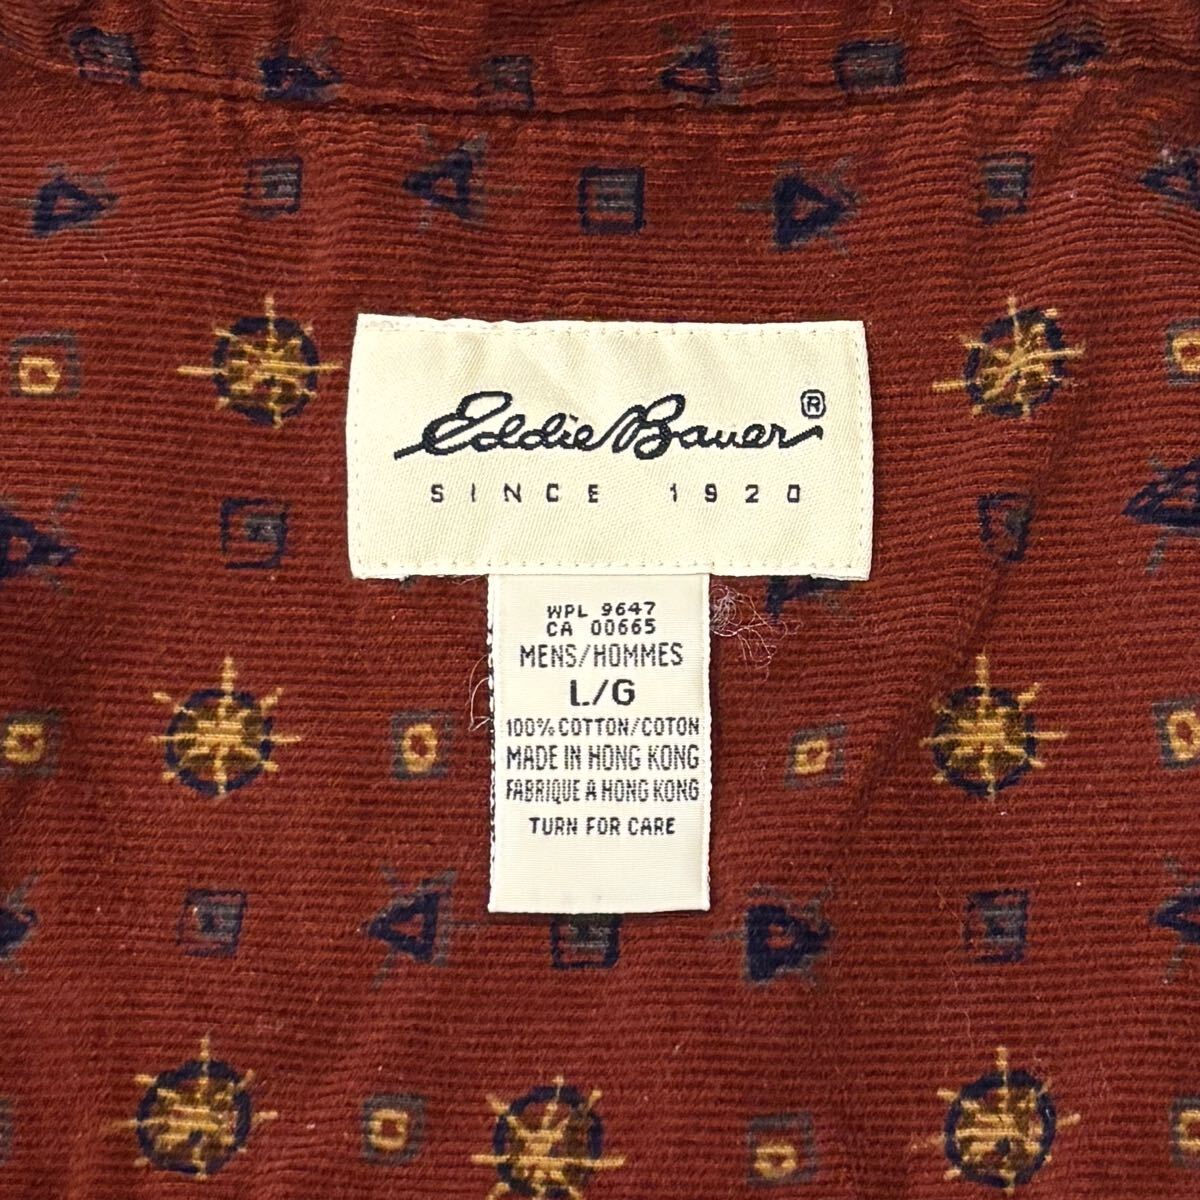 Eddie Bauer®
SINCE 1920
WPL 9647
CA 00665
MENS/HOMMES
L/G
100% COTTON/COTON
MADE IN HONG KONG
FABRIQUE A HONG KONG
TURN FOR CARE